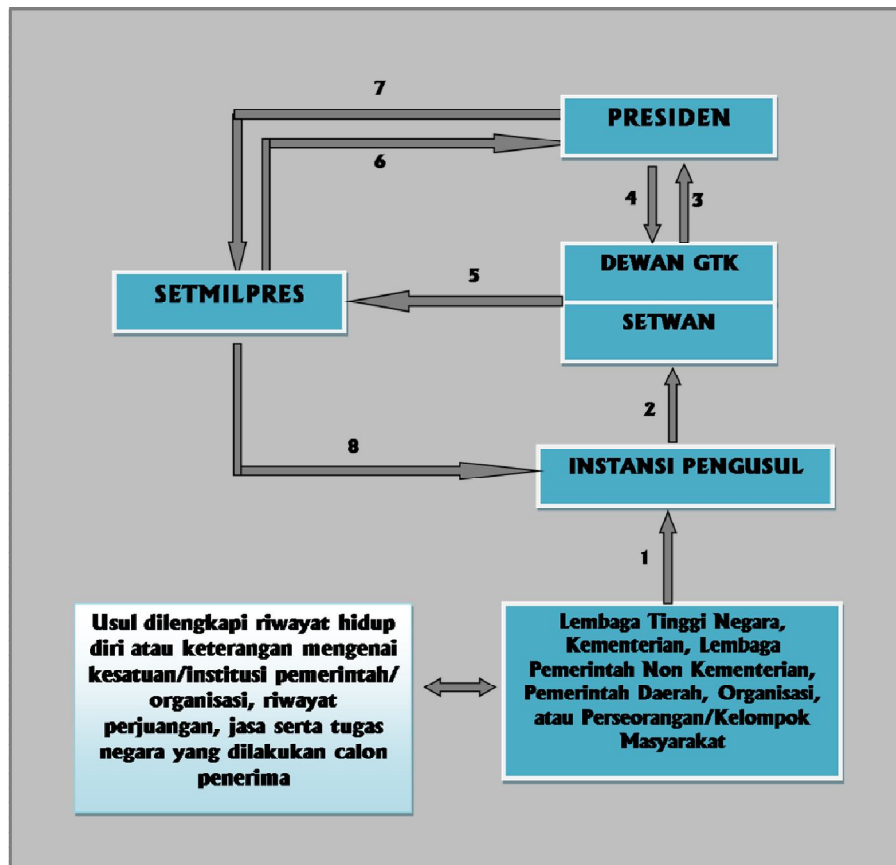 7
PRESIDEN
6
4
3
DEWAN GTK
5
SETMILPRES
SETWAN
2
8
INSTANSI PENGUSUL
1
Usul dilengkapi riwayat hidup
diri atau keterangan mengenai
kesatuan/institusi pemerintah/
organisasi, riwayat
perjuangan, jasa serta tugas
negara yang dilakukan calon
penerima
Lembaga Tinggi Negara,
Kementerian, Lembaga
Pemerintah Non Kementerian,
Pemerintah Daerah, Organisasi,
atau Perseorangan/Kelompok
Masyarakat